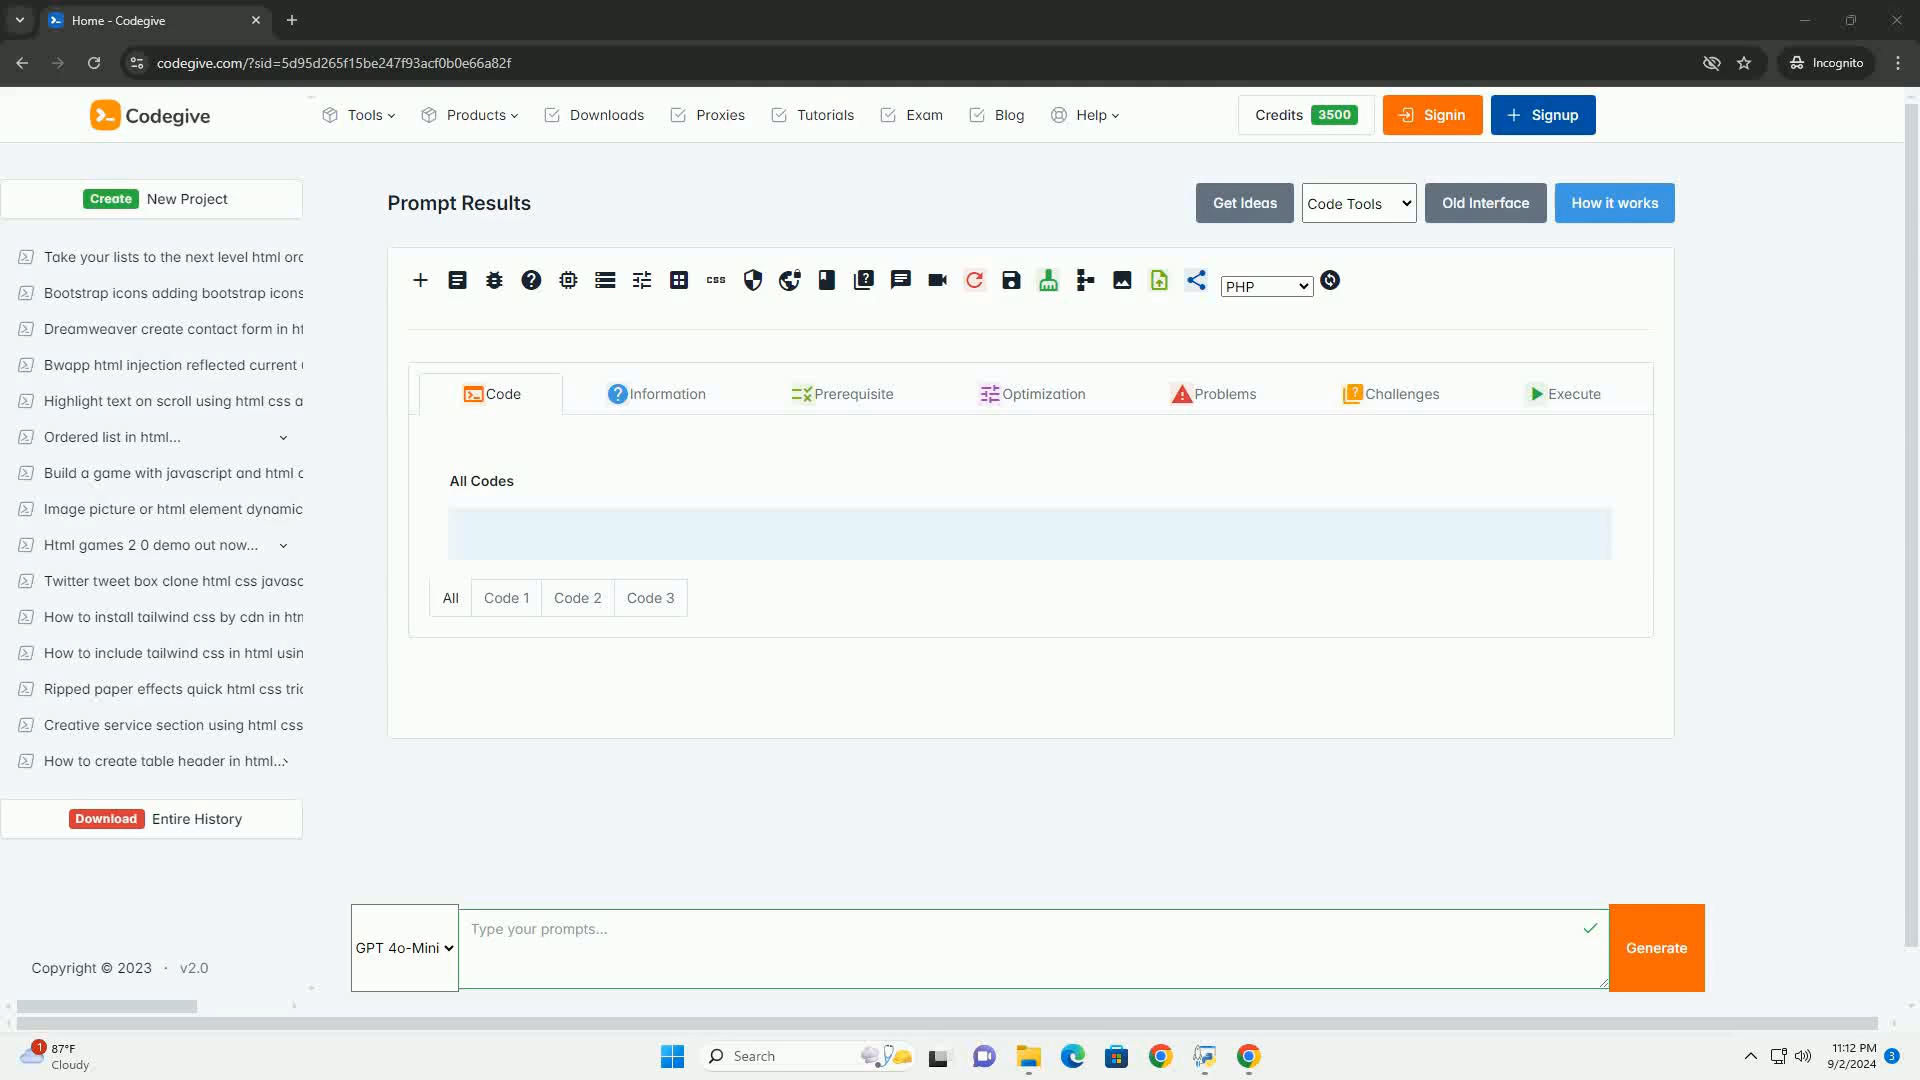 Home - Codegive
codegive.com/?sid=5d95d265f15be247f93acf0b0e66a82f
Incognito
Codegive
Tools
Products
Downloads
Proxies
Tutorials
Exam
Blog
Help
Credits 3500
Signin
Signup
Create New Project
Prompt Results
Get Ideas
Code Tools
Old Interface
How it works
Take your lists to the next level html orc
Bootstrap icons adding bootstrap icons
Dreamweaver create contact form in ht
Bwapp html injection reflected current
Highlight text on scroll using html css a
Ordered list in html...
Build a game with javascript and html c
Image picture or html element dynamic
Html games 2 0 demo out now...
Twitter tweet box clone html css javasc
How to install tailwind css by cdn in htn
How to include tailwind css in html usin
Ripped paper effects quick html css tric
Creative service section using html css
How to create table header in html...
Download Entire History
css
PHP
Code
Information
Prerequisite
Optimization
Problems
Challenges
Execute
All Codes
All
Code 1
Code 2
Code 3
GPT 4o-Mini
Type your prompts...
Generate
Copyright © 2023 · v2.0
1
87°F
Cloudy
Search
11:12 PM
9/2/2024
3